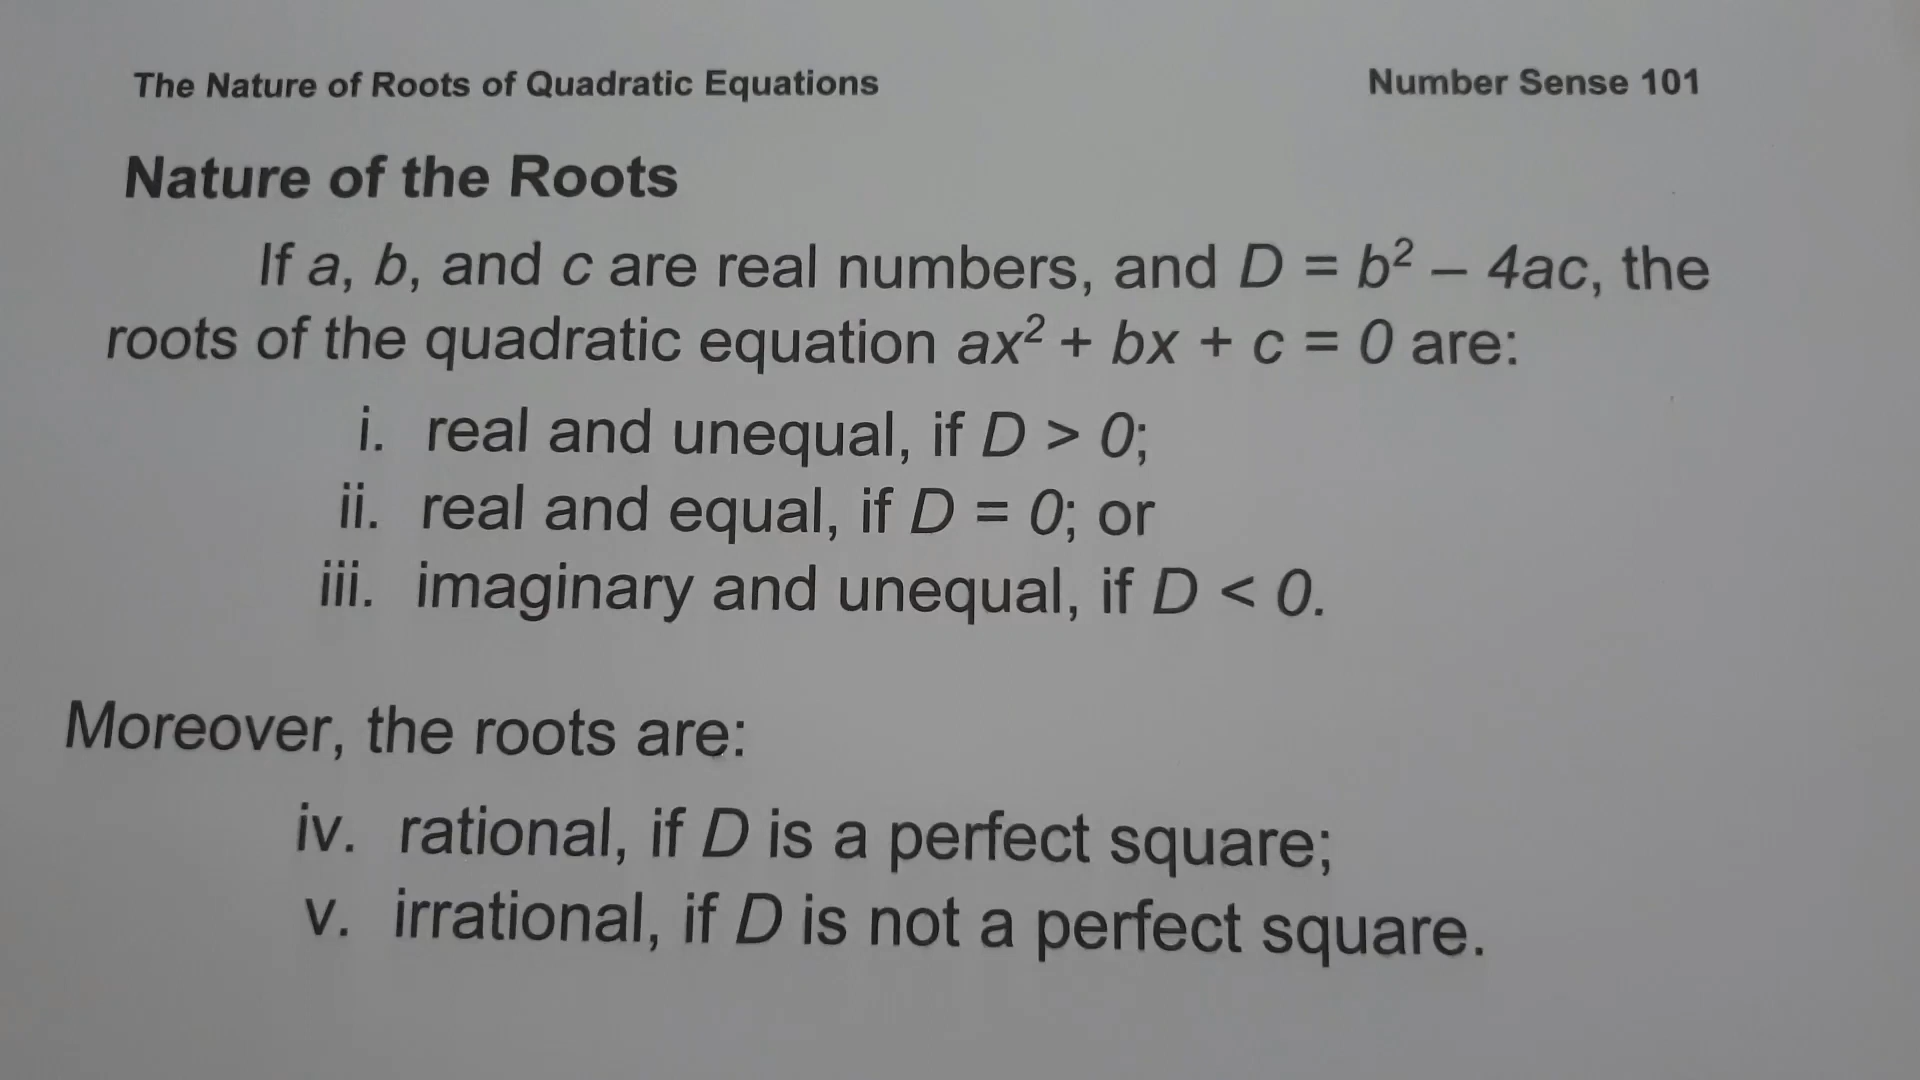 The Nature of Roots of Quadratic Equations Number Sense 101
Nature of the Roots
If a, b, and c are real numbers, and D = b² – 4ac, the
roots of the quadratic equation ax² + bx + c = 0 are:
i. real and unequal, if D > 0;
ii. real and equal, if D = 0; or
iii. imaginary and unequal, if D < 0.
Moreover, the roots are:
iv. rational, if D is a perfect square;
v. irrational, if D is not a perfect square.